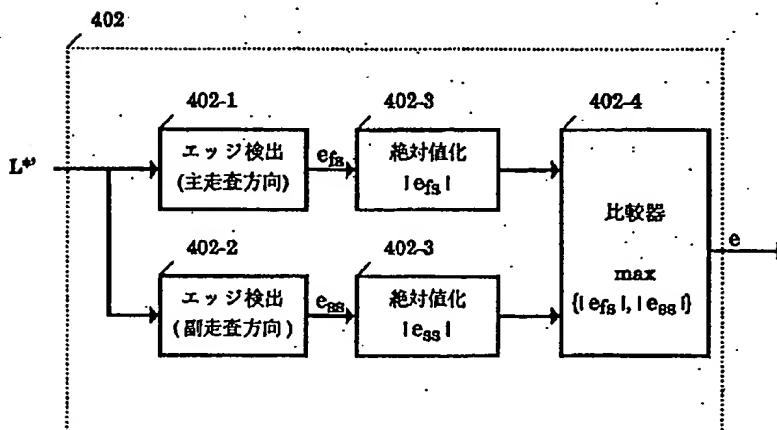 402
402-1
402-3
402-4
L*'
エッジ検出
(主走査方向)
efs
絶対値化
|efs|
比較器
max
{|efs|, |ess|}
e
402-2
402-3
エッジ検出
(副走査方向)
ess
絶対値化
|ess|